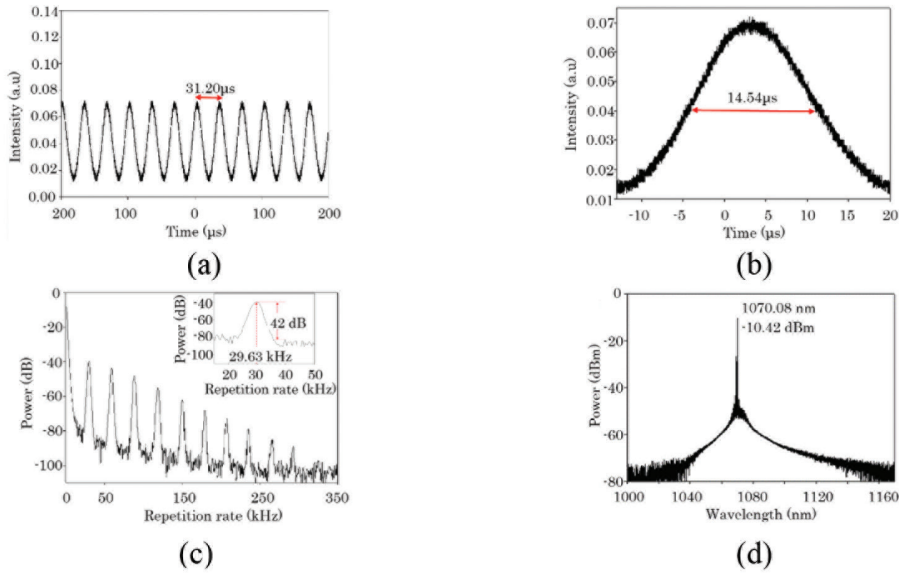 0.14
0.12
0.10
0.08
0.06
0.04
0.02
0.00
Intensity (a.u)
31.20µs
200 100 0 100 200
Time (µs)
(a)
0.07
0.06
0.05
0.04
0.03
0.02
0.01
Intensity (a.u)
14.54µs
-10 -5 0 5 10 15 20
Time (µs)
(b)
0
-20
-40
-60
-80
-100
Power (dB)
-40
-60
-80
-100
Power (dB)
42 dB
29.63 kHz
20 30 40 50
Repetition rate (kHz)
0 50 150 250 350
Repetition rate (kHz)
(c)
0
-20
-40
-60
-80
Power (dBm)
1070.08 nm
-10.42 dBm
1000 1040 1080 1120 1160
Wavelength (nm)
(d)